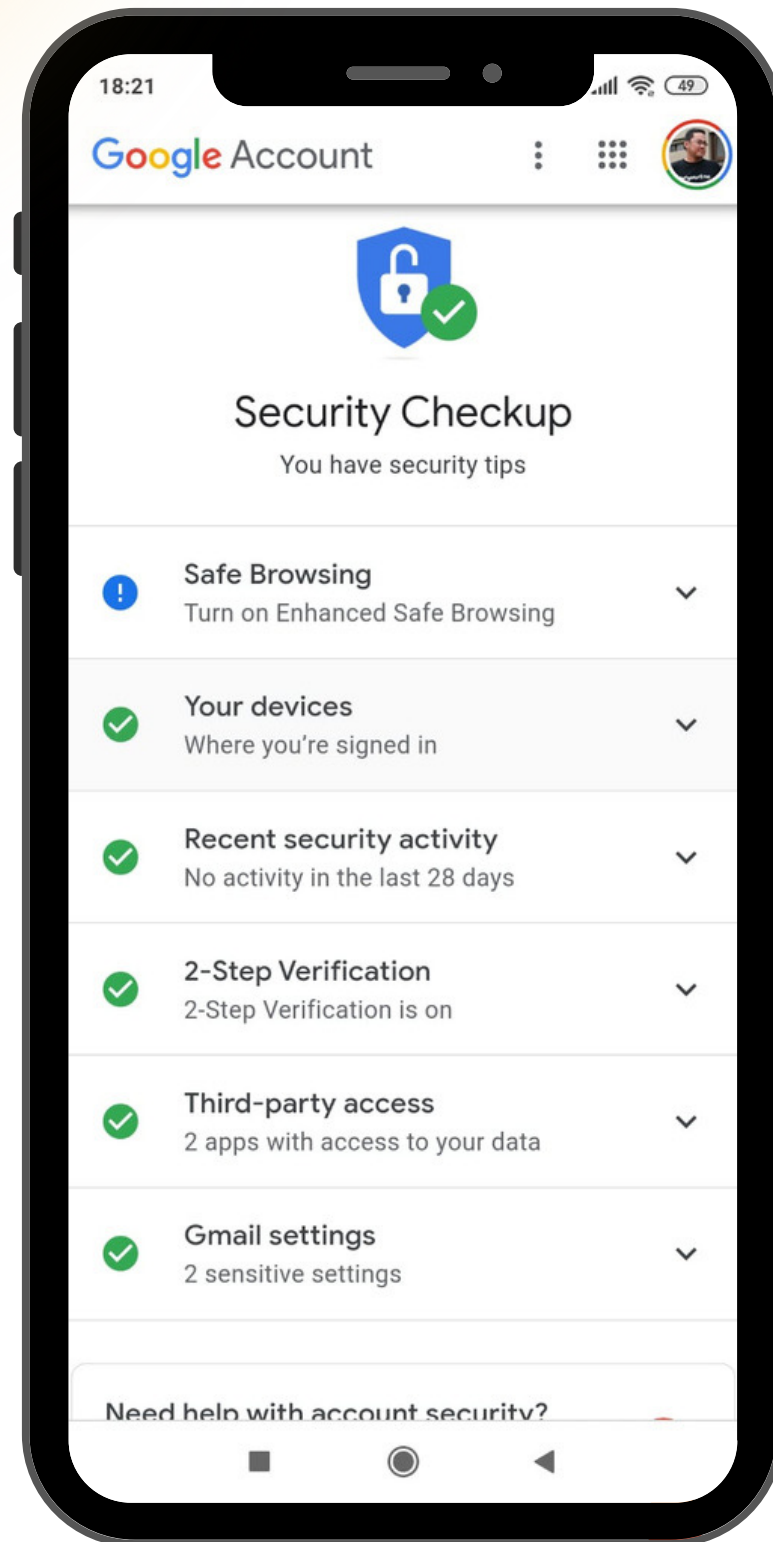 18:21
49
Google Account
Security Checkup
You have security tips
Safe Browsing
Turn on Enhanced Safe Browsing
Your devices
Where you’re signed in
Recent security activity
No activity in the last 28 days
2-Step Verification
2-Step Verification is on
Third-party access
2 apps with access to your data
Gmail settings
2 sensitive settings
Need help with account security?